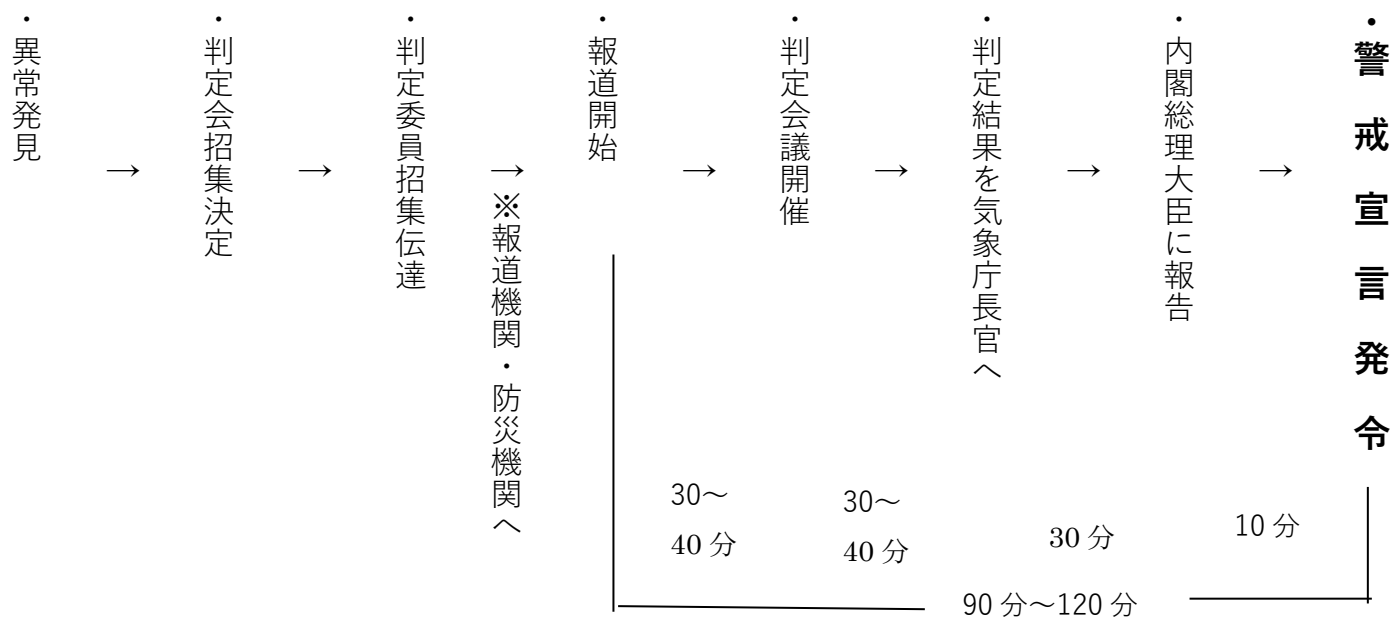 ・異常発見
→
・判定会招集決定
→
・判定委員招集伝達
→
※報道機関・防災機関へ
・報道開始
→
・判定会議開催
→
・判定結果を気象庁長官へ
→
・内閣総理大臣に報告
→
・警戒宣言発令
30～
40分
30～
40分
30分
10分
90分～120分